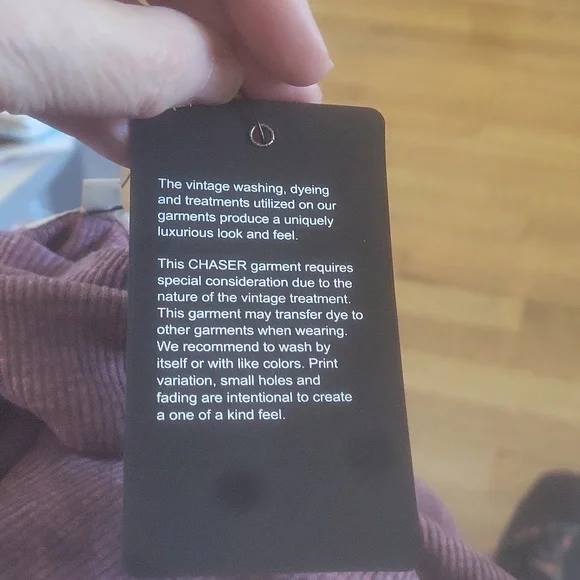 The vintage washing, dyeing
and treatments utilized on our
garments produce a uniquely
luxurious look and feel.
This CHASER garment requires
special consideration due to the
nature of the vintage treatment.
This garment may transfer dye to
other garments when wearing.
We recommend to wash by
itself or with like colors. Print
variation, small holes and
fading are intentional to create
a one of a kind feel.